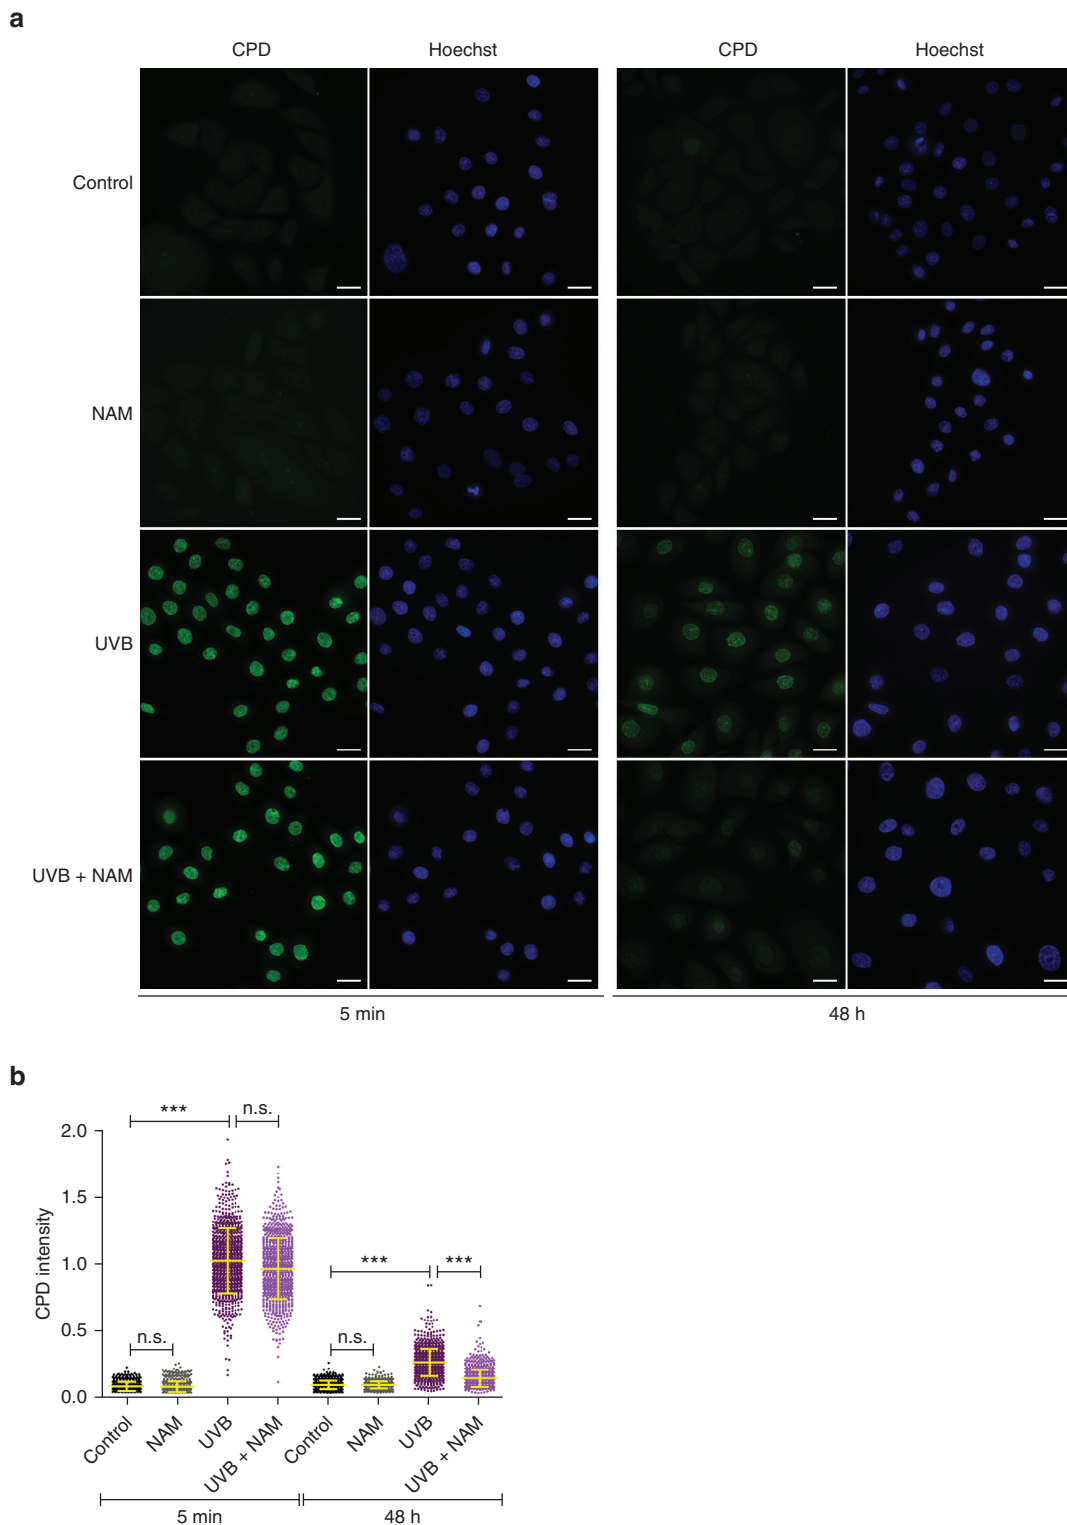 a
CPD Hoechst CPD Hoechst
Control
NAM
UVB
UVB + NAM
5 min 48 h
b
*** n.s.
2.0
1.5
1.0
0.5
0.0
CPD intensity
*** ***
n.s. n.s.
Control NAM UVB UVB + NAM Control NAM UVB UVB + NAM
5 min 48 h